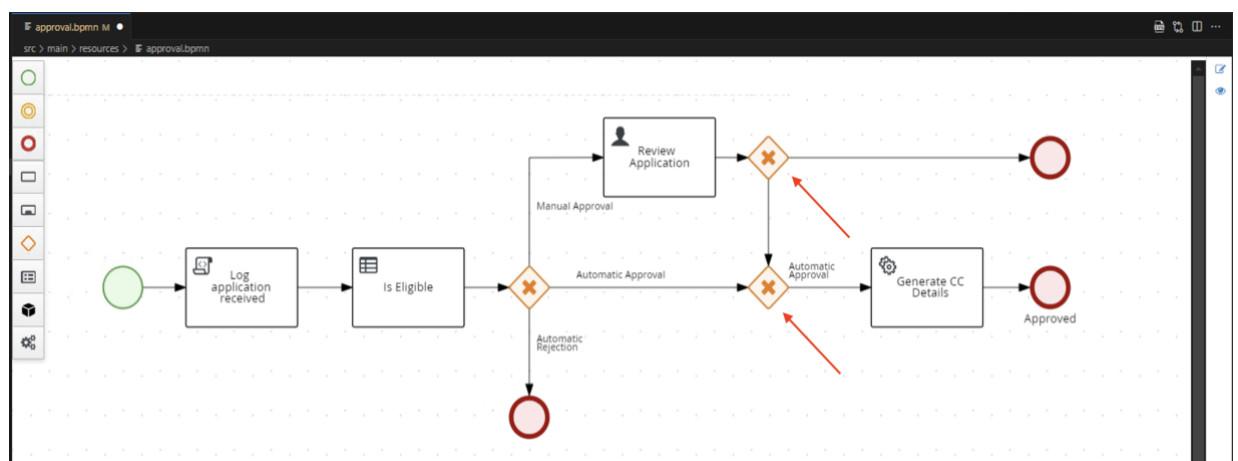 approval.bpmn M
src > main > resources > approval.bpmn
Review
Application
Manual Approval
Log
application
received
Is Eligible
Automatic Approval
Automatic
Approval
Generate CC
Details
Approved
Automatic
Rejection